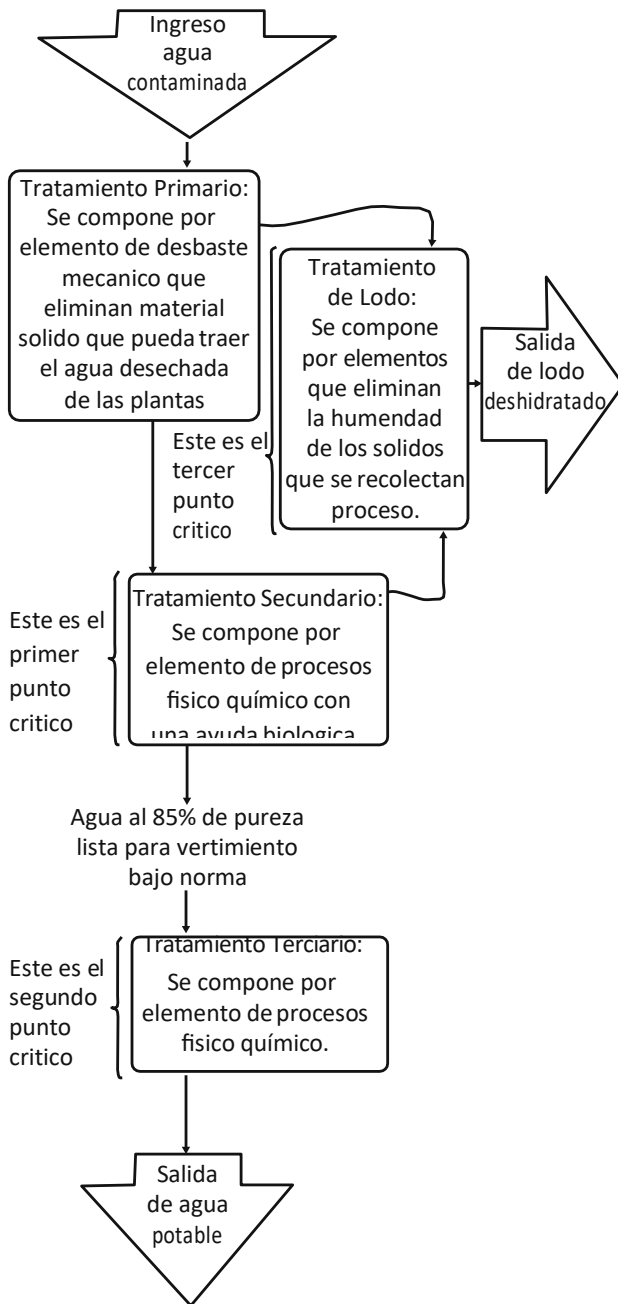 Ingreso
agua
contaminada
Tratamiento Primario:
Se compone por
elemento de desbaste
mecanico que
eliminan material
solido que pueda traer
el agua desechada
de las plantas
Tratamiento
de Lodo:
Se compone
por elementos
que eliminan
la humendad
de los solidos
que se recolectan
proceso.
Salida
de lodo
deshidratado
Este es el
tercer
punto
critico
Tratamiento Secundario:
Se compone por
elemento de procesos
fisico químico con
una ayuda biologica
Este es el
primer
punto
critico
Agua al 85% de pureza
lista para vertimiento
bajo norma
Tratamiento Terciario:
Se compone por
elemento de procesos
fisico químico.
Este es el
segundo
punto
critico
Salida
de agua
potable